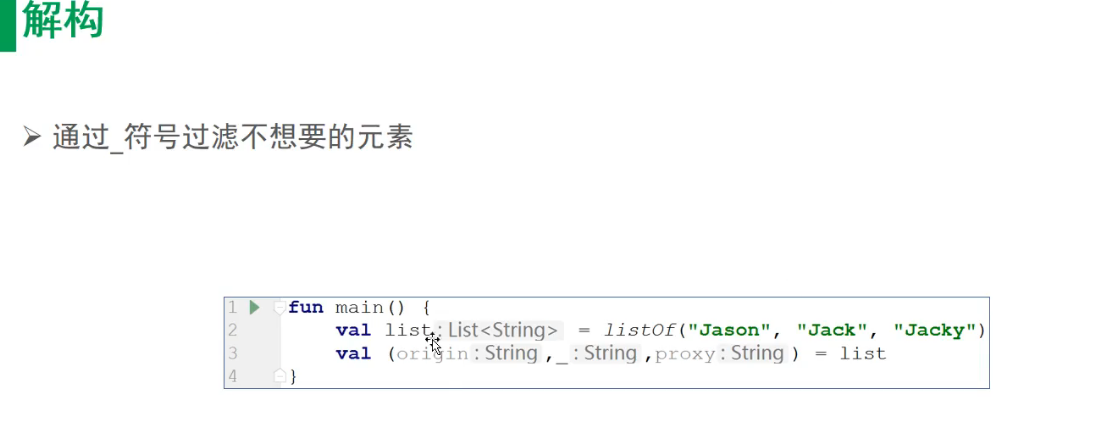 解构
➢ 通过_符号过滤不想要的元素
1 fun main() {
2 val list: List<String> = listOf("Jason", "Jack", "Jacky")
3 val (origin: String,_: String,proxy: String) = list
4 }